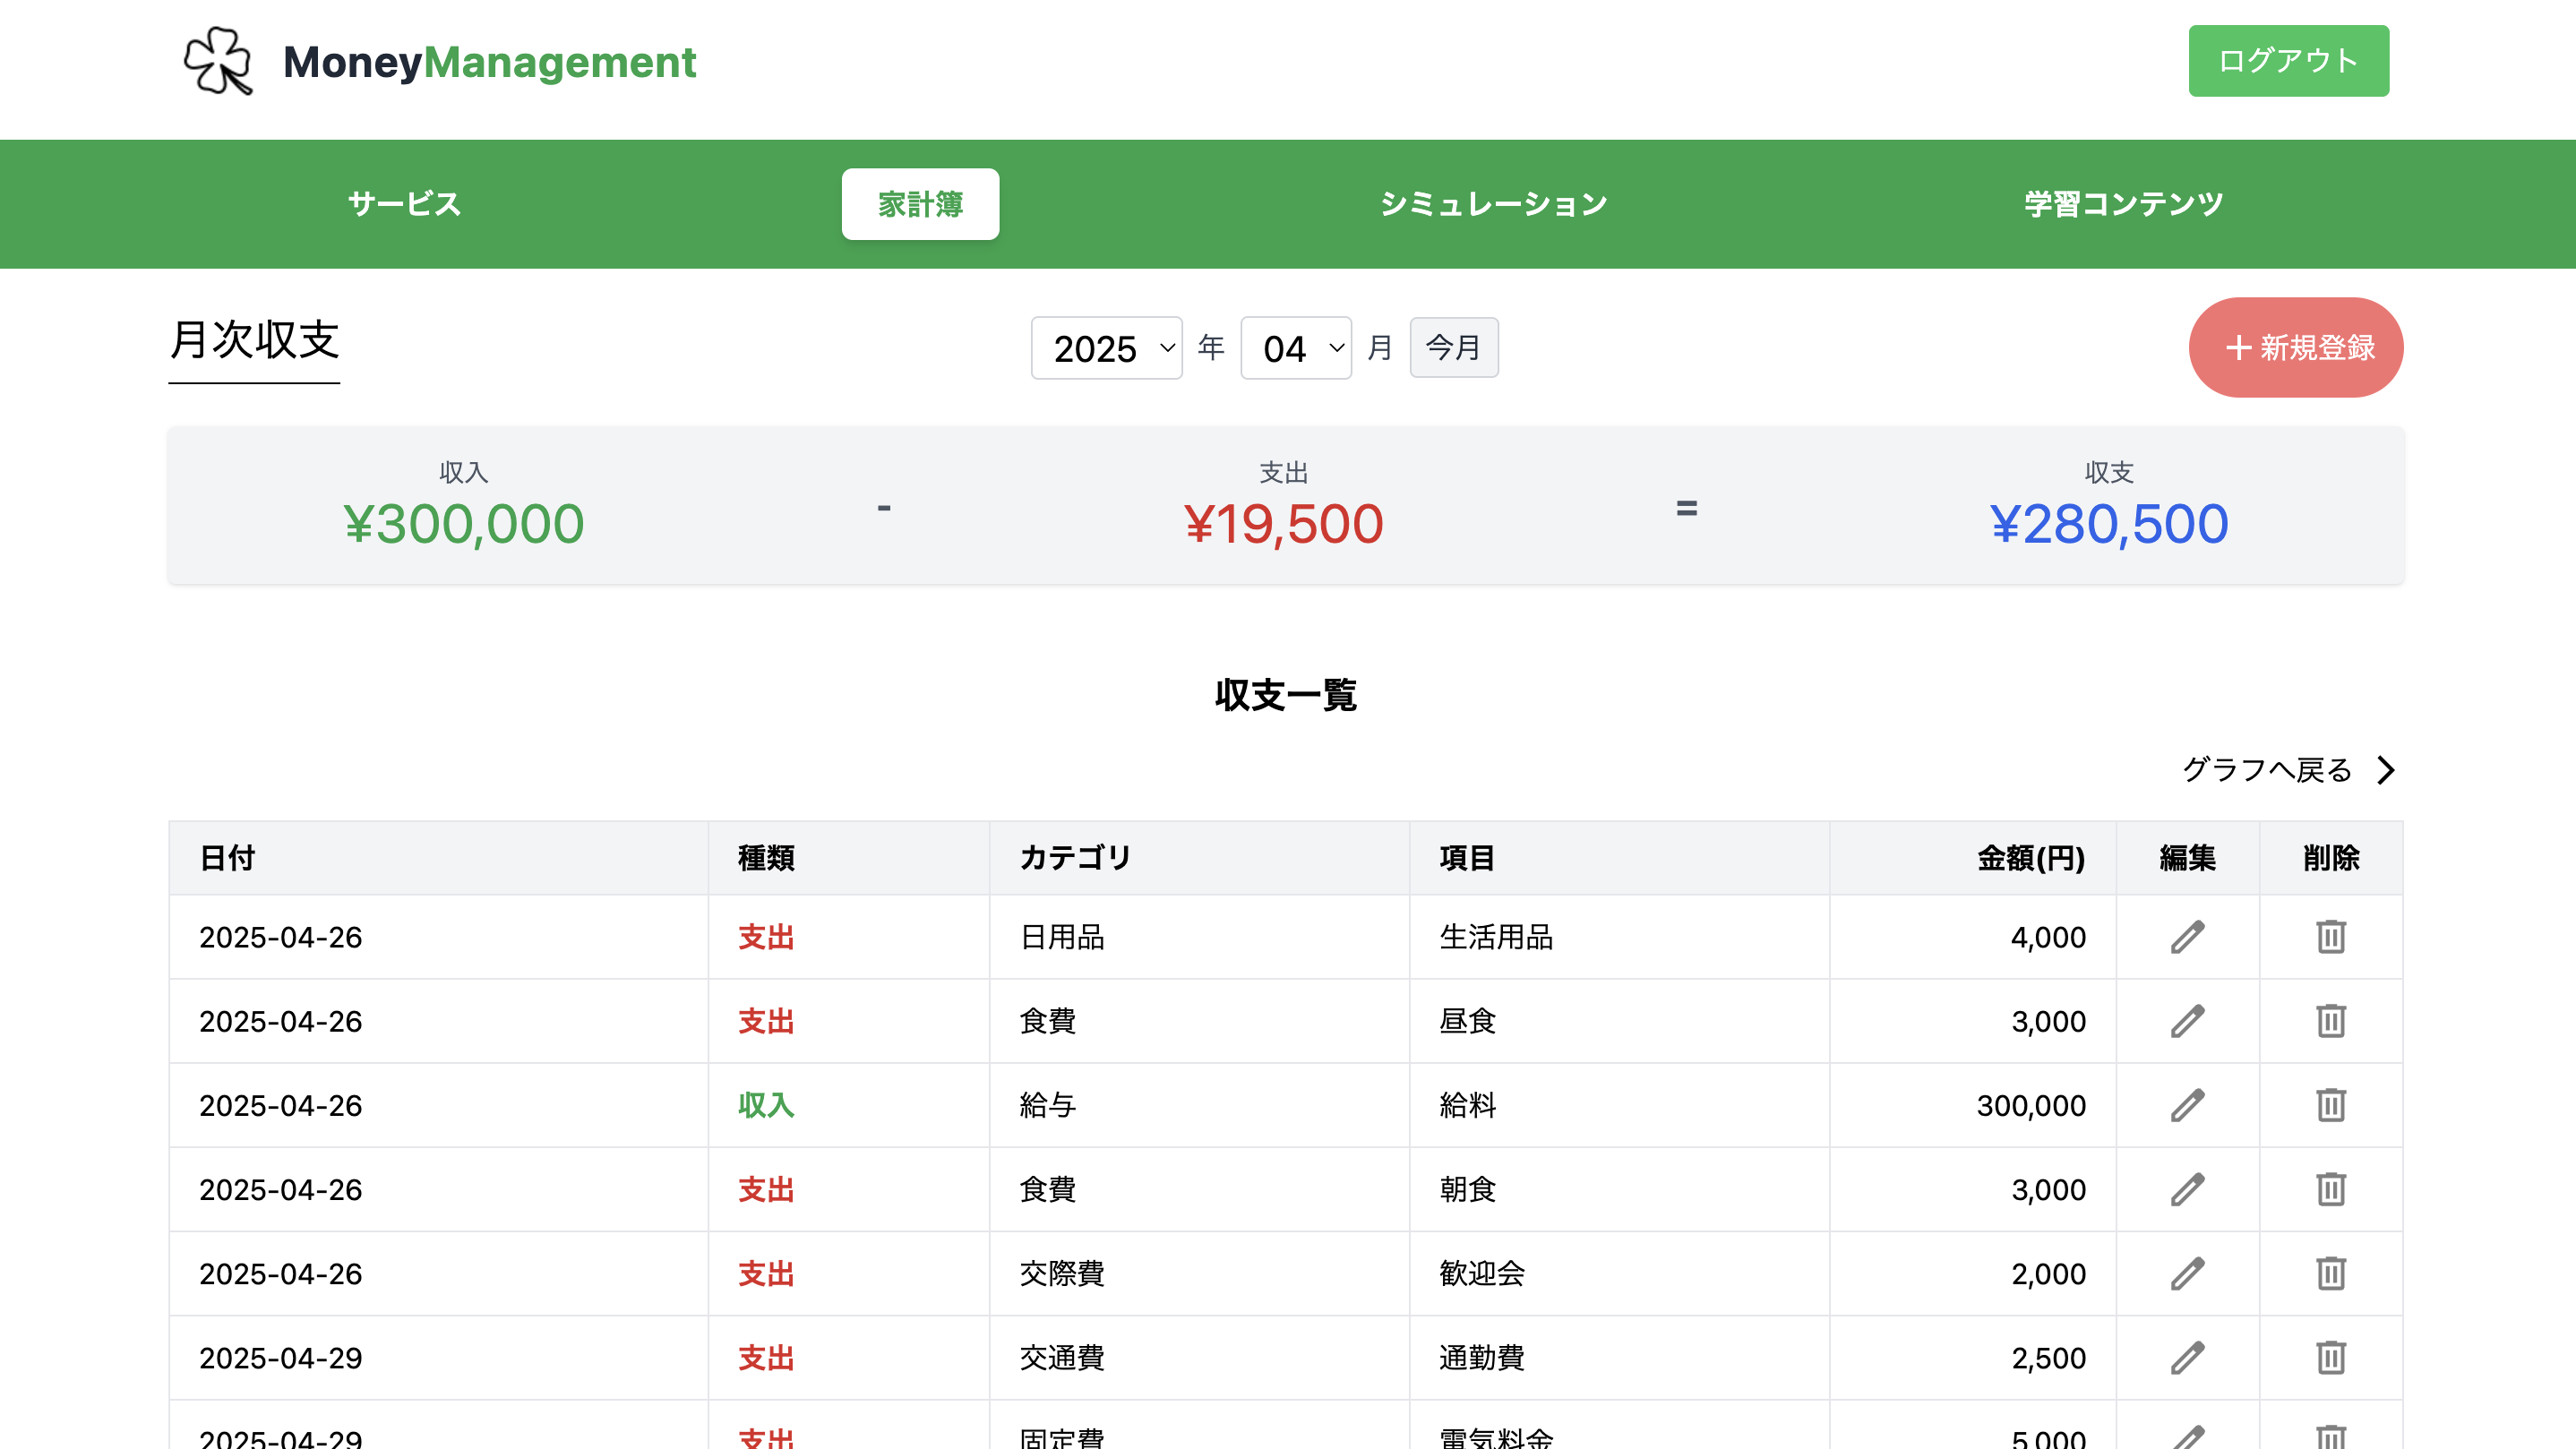 MoneyManagement
ログアウト
サービス 家計簿 シミュレーション 学習コンテンツ
月次収支 2025 年 04 月 今月 +新規登録
収入 支出 収支
¥300,000 - ¥19,500 = ¥280,500
収支一覧
グラフへ戻る
日付 種類 カテゴリ 項目 金額(円) 編集 削除
2025-04-26 支出 日用品 生活用品 4,000
2025-04-26 支出 食費 昼食 3,000
2025-04-26 収入 給与 給料 300,000
2025-04-26 支出 食費 朝食 3,000
2025-04-26 支出 交際費 歓迎会 2,000
2025-04-29 支出 交通費 通勤費 2,500
2025-04-29 支出 固定費 電気料金 5,000